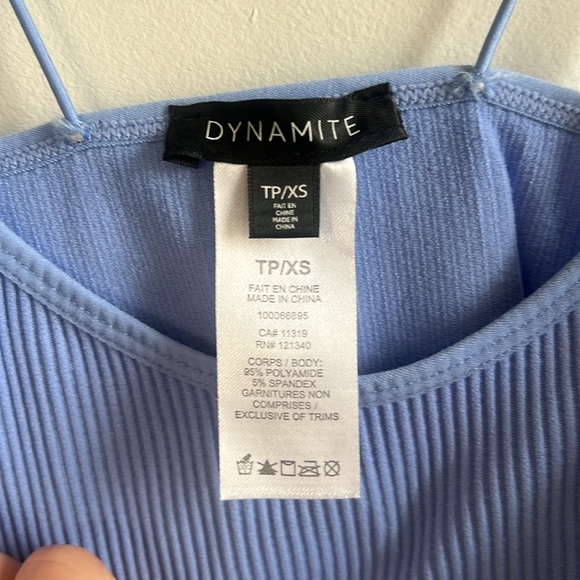 DYNAMITE
TP/XS
FAIT EN
CHINE
MADE IN
CHINA
TP/XS
FAIT EN CHINE
MADE IN CHINA
100066895
CA# 11319
RN# 121340
CORPS / BODY:
95% POLYAMIDE
5% SPANDEX
GARNITURES NON
COMPRISES /
EXCLUSIVE OF TRIMS